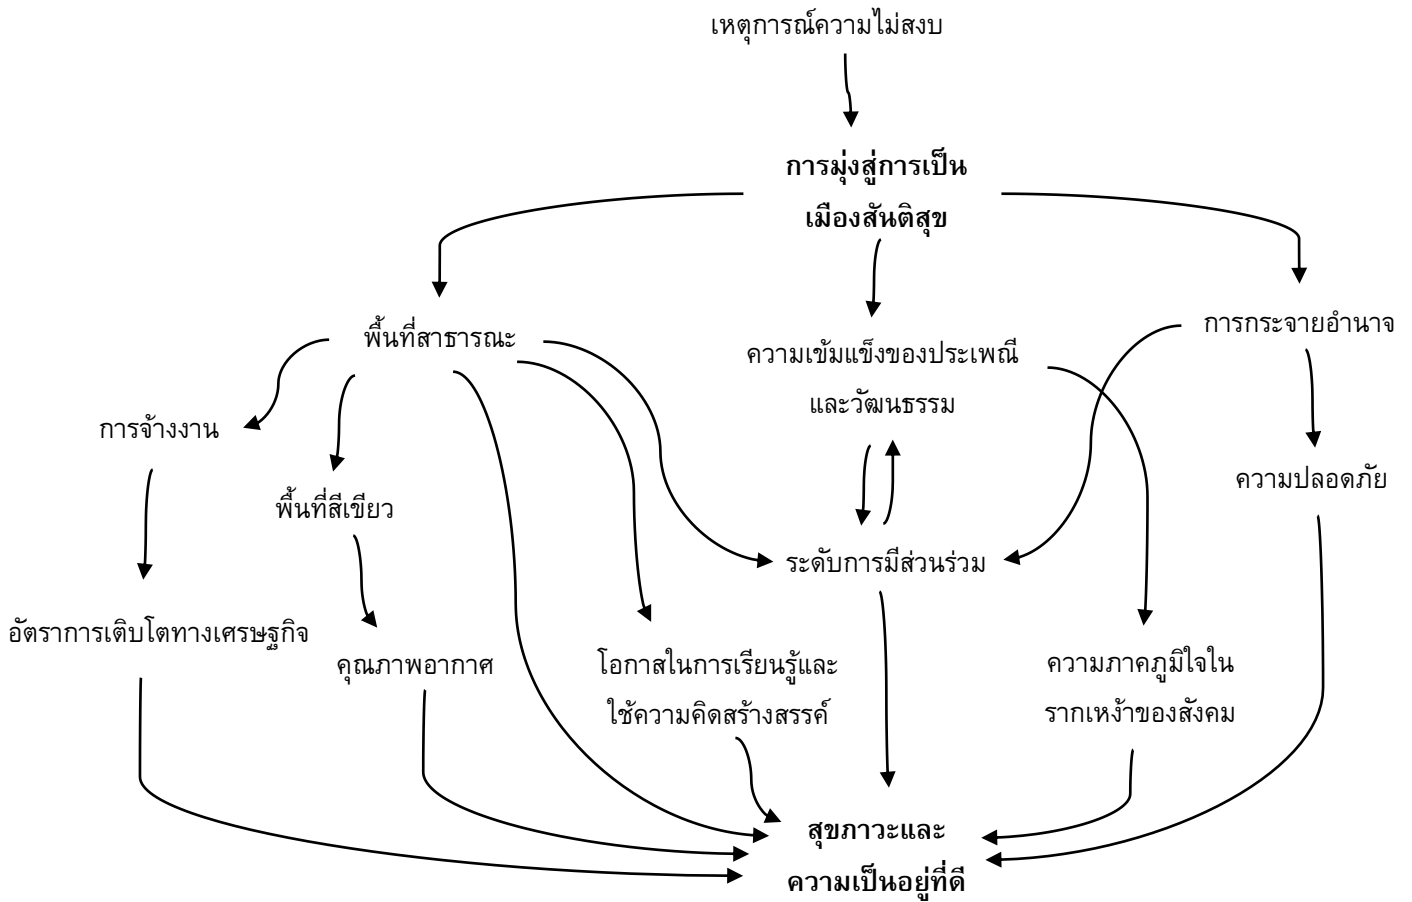 เหตุการณ์ความไม่สงบ
การมุ่งสู่การเป็น
เมืองสันติสุข
พื้นที่สาธารณะ
ความเข้มแข็งของประเพณี
และวัฒนธรรม
การกระจายอำนาจ
การจ้างงาน
พื้นที่สีเขียว
ความปลอดภัย
ระดับการมีส่วนร่วม
อัตราการเติบโตทางเศรษฐกิจ
คุณภาพอากาศ
โอกาสในการเรียนรู้และ
ใช้ความคิดสร้างสรรค์
ความภาคภูมิใจใน
รากเหง้าของสังคม
สุขภาวะและ
ความเป็นอยู่ที่ดี